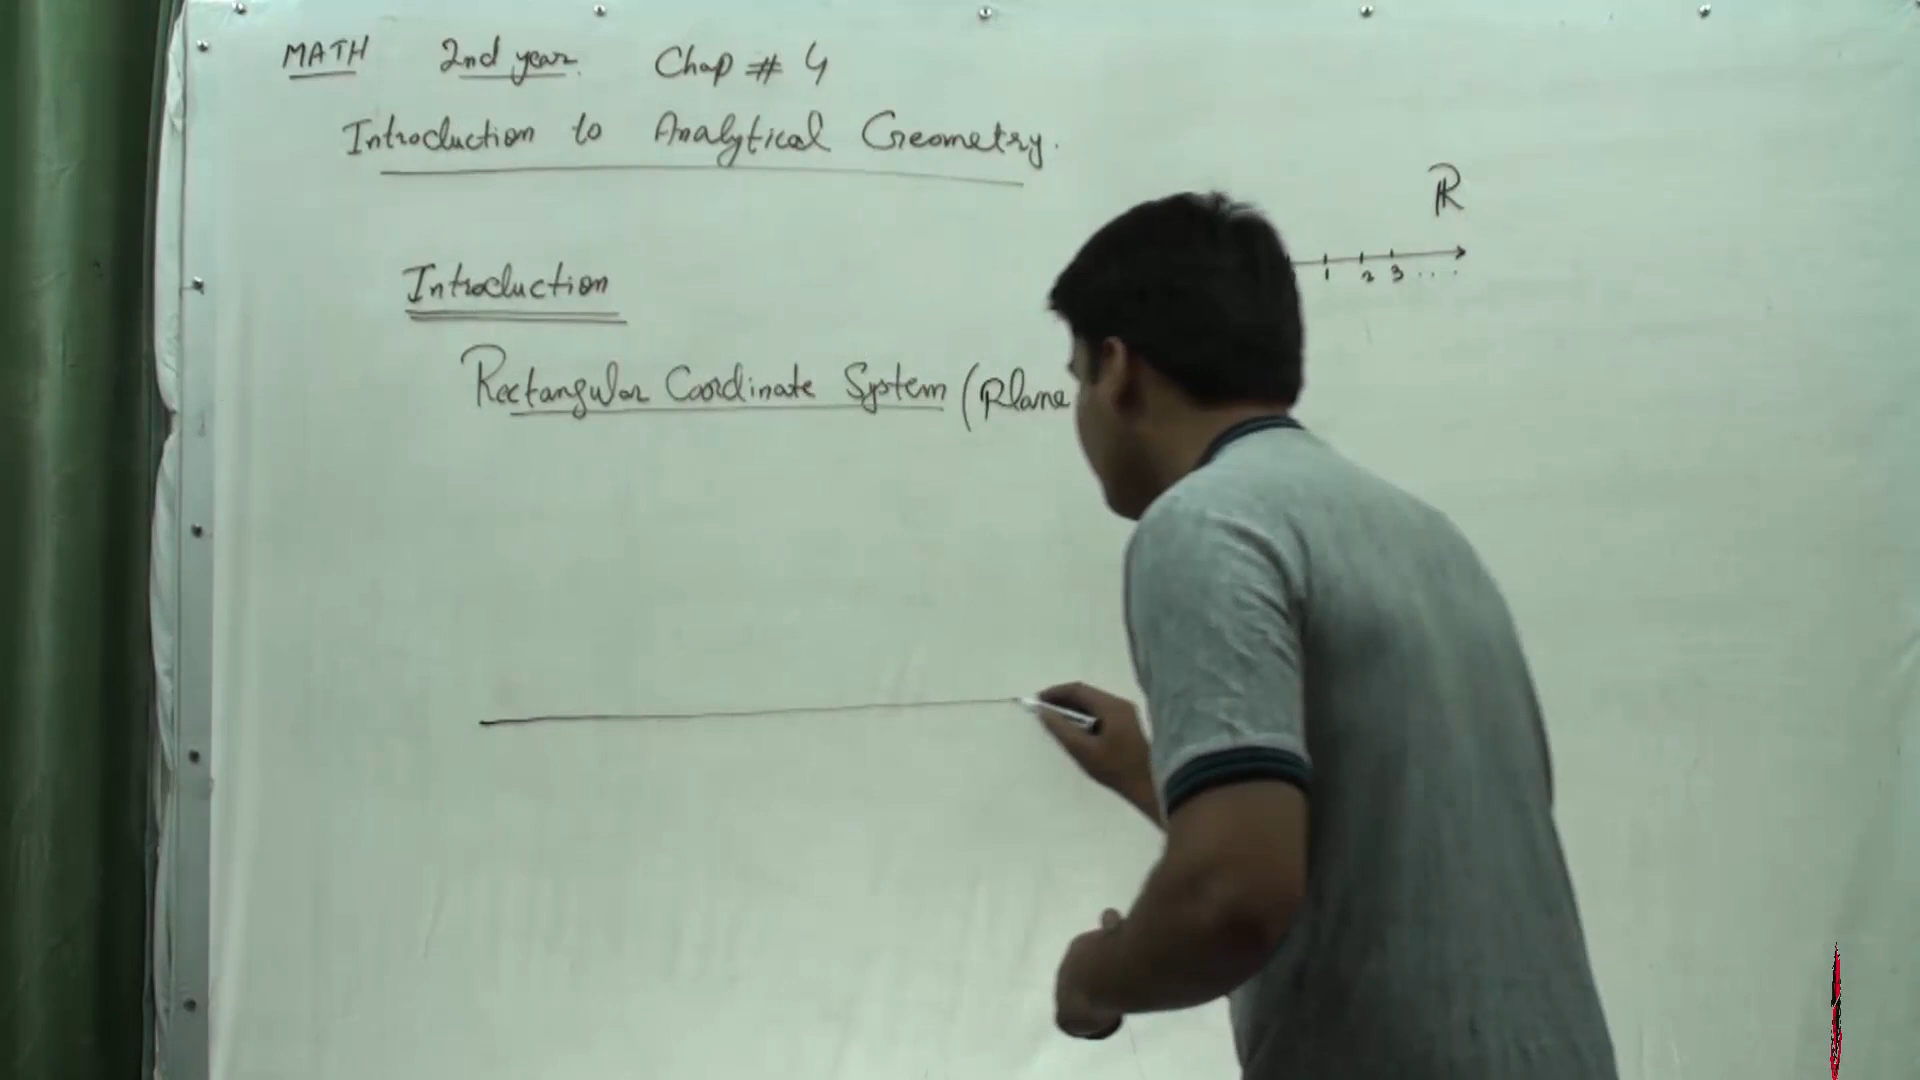 MATH 2nd year. Chap # 4
Introduction to Analytical Geometry.
ℝ
1 2 3 ....
Introduction
Rectangular Coordinate System (Plane